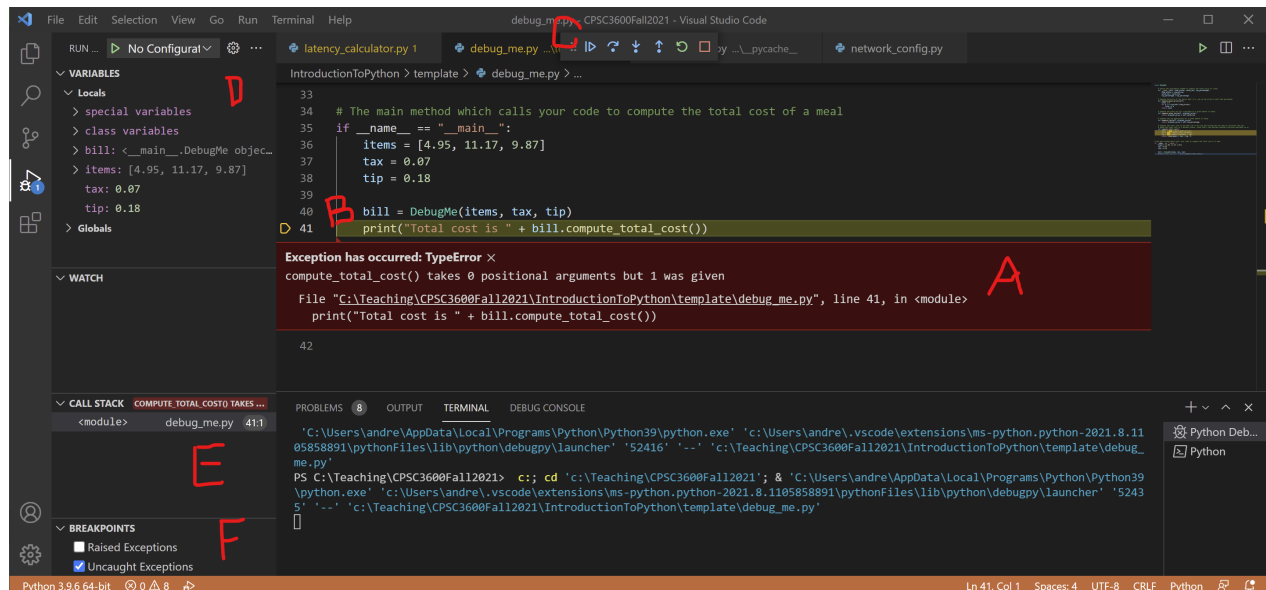 File Edit Selection View Go Run Terminal Help debug_me.py - CPSC3600Fall2021 - Visual Studio Code
RUN ... No Configurat
latency_calculator.py 1 debug_me.py ...\ py ...\__pycache__ network_config.py
C
IntroductionToPython > template > debug_me.py > ...
VARIABLES
Locals
special variables
class variables
bill: <__main__.DebugMe objec...
items: [4.95, 11.17, 9.87]
tax: 0.07
tip: 0.18
Globals
D
33
34 # The main method which calls your code to compute the total cost of a meal
35 if __name__ == "__main__":
36 items = [4.95, 11.17, 9.87]
37 tax = 0.07
38 tip = 0.18
39
40 bill = DebugMe(items, tax, tip)
41 print("Total cost is " + bill.compute_total_cost())
B
Exception has occurred: TypeError ×
compute_total_cost() takes 0 positional arguments but 1 was given
File "C:\Teaching\CPSC3600Fall2021\IntroductionToPython\template\debug_me.py", line 41, in <module>
print("Total cost is " + bill.compute_total_cost())
A
42
WATCH
CALL STACK COMPUTE_TOTAL_COST() TAKES ...
<module> debug_me.py 41:1
E
BREAKPOINTS
Raised Exceptions
Uncaught Exceptions
F
PROBLEMS 8 OUTPUT TERMINAL DEBUG CONSOLE
'C:\Users\andre\AppData\Local\Programs\Python\Python39\python.exe' 'c:\Users\andre\.vscode\extensions\ms-python.python-2021.8.11
05858891\pythonFiles\lib\python\debugpy\launcher' '52416' '--' 'c:\Teaching\CPSC3600Fall2021\IntroductionToPython\template\debug_
me.py'
PS C:\Teaching\CPSC3600Fall2021> c:; cd 'c:\Teaching\CPSC3600Fall2021'; & 'C:\Users\andre\AppData\Local\Programs\Python\Python39
\python.exe' 'c:\Users\andre\.vscode\extensions\ms-python.python-2021.8.1105858891\pythonFiles\lib\python\debugpy\launcher' '5243
5' '--' 'c:\Teaching\CPSC3600Fall2021\IntroductionToPython\template\debug_me.py'
Python Deb...
Python
1
Python 3.9.6 64-bit 0 8 Ln 41, Col 1 Spaces: 4 UTF-8 CRLF Python